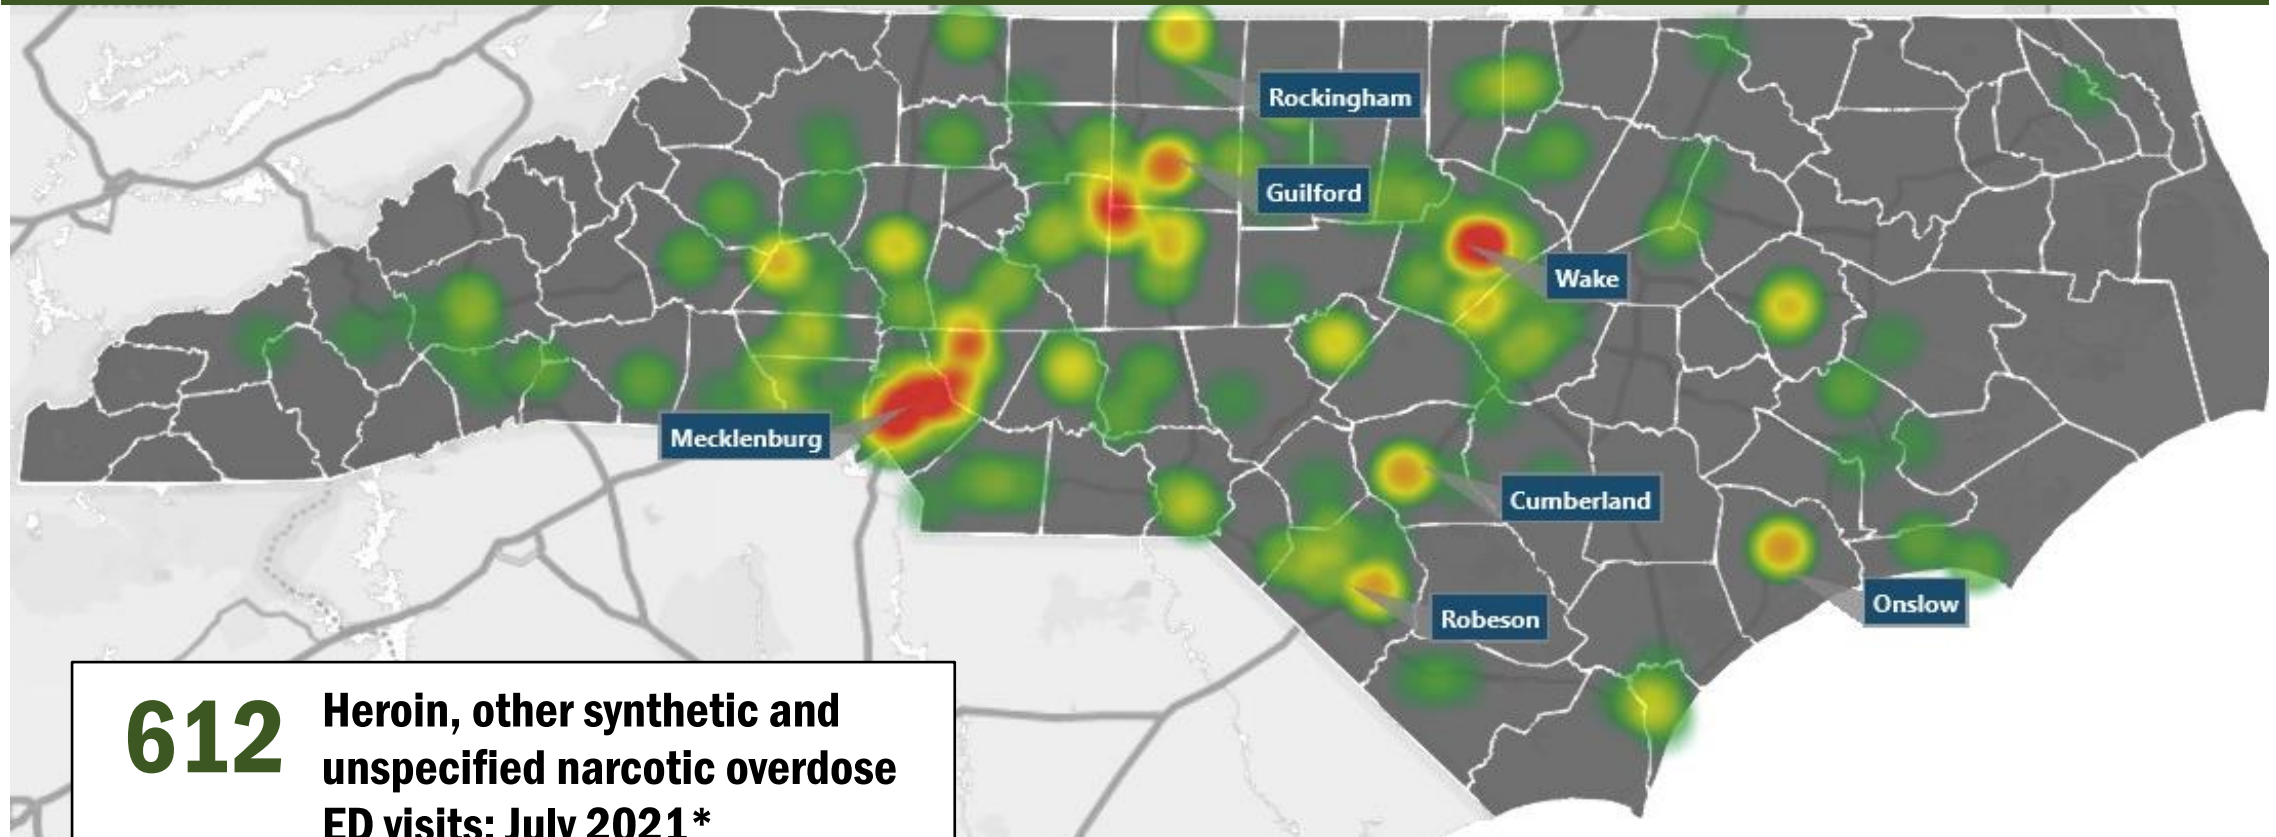 Rockingham
Guilford
Wake
Mecklenburg
Cumberland
Onslow
Robeson
612
Heroin, other synthetic and
unspecified narcotic overdose
ED visits: July 2021*